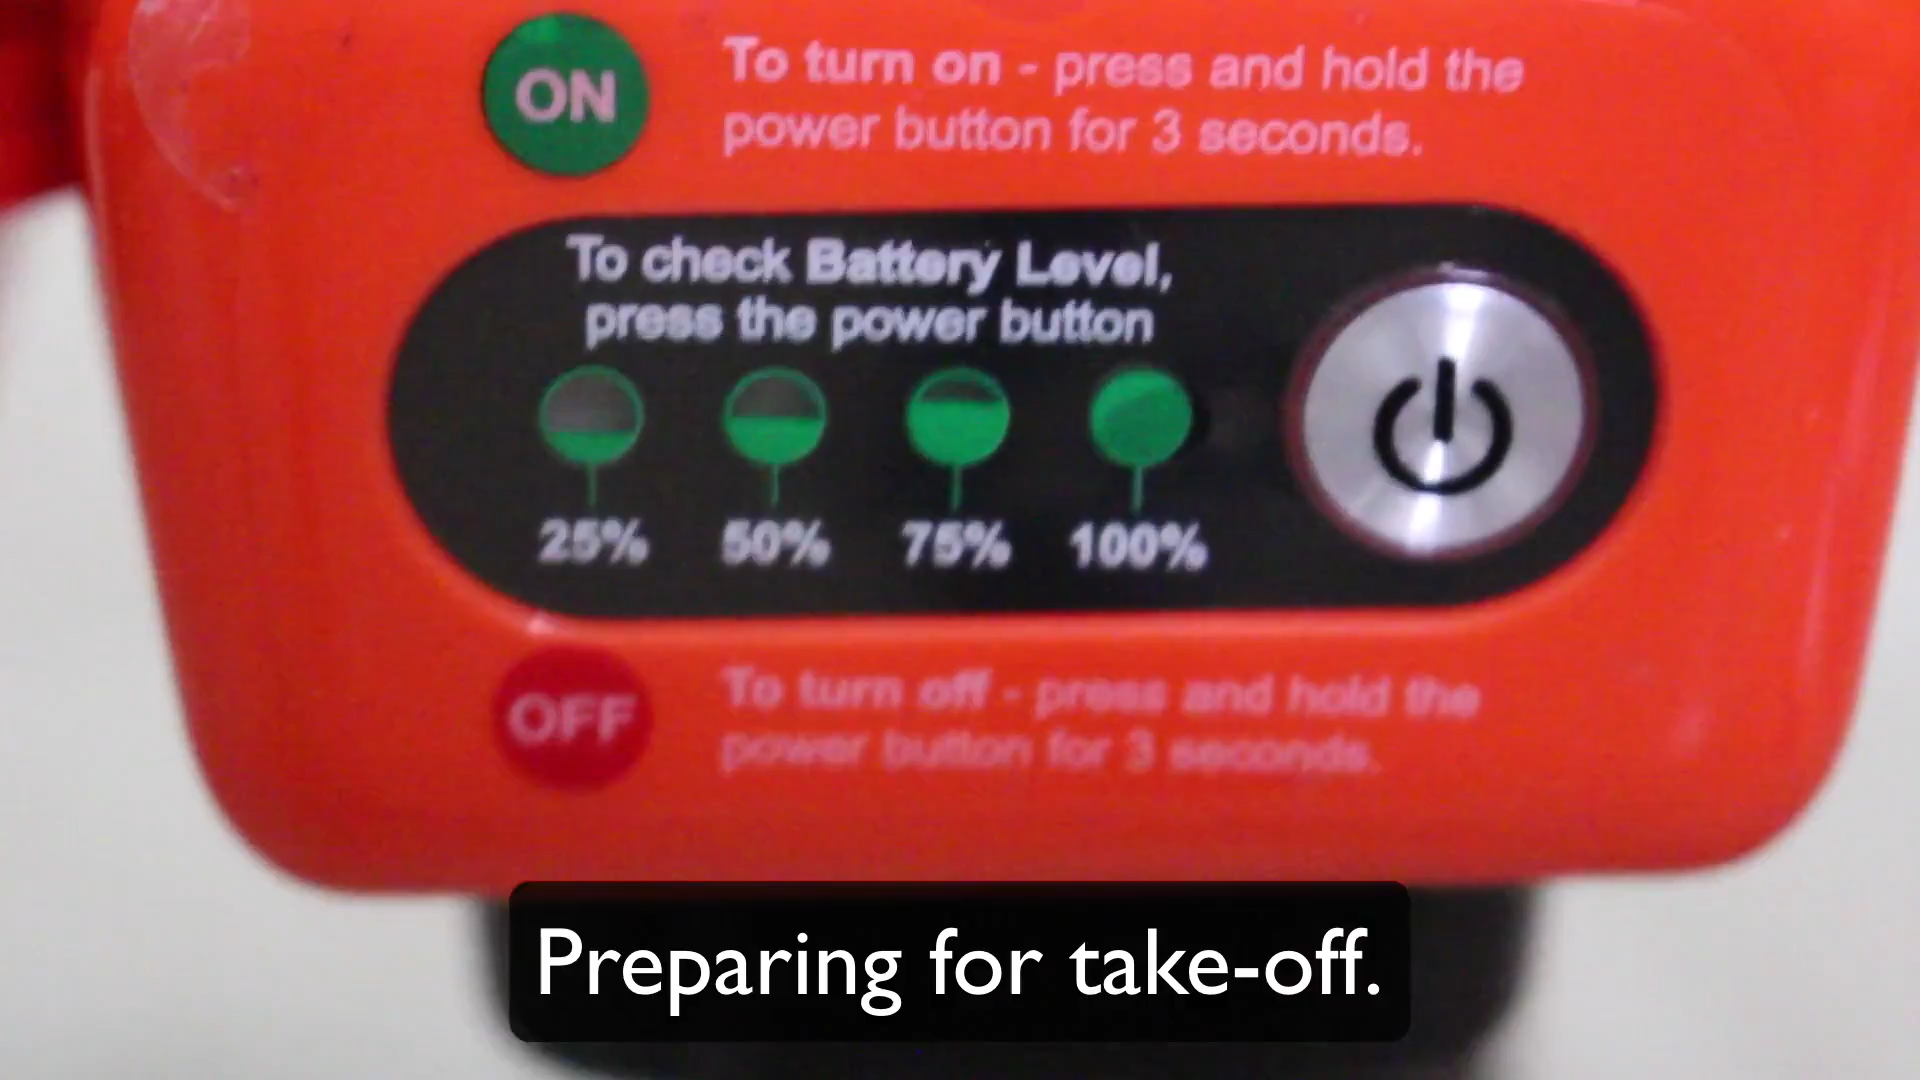 ON
To turn on - press and hold the
power button for 3 seconds.
To check Battery Level,
press the power button
25% 50% 75% 100%
OFF
To turn off - press and hold the
power button for 3 seconds.
Preparing for take-off.